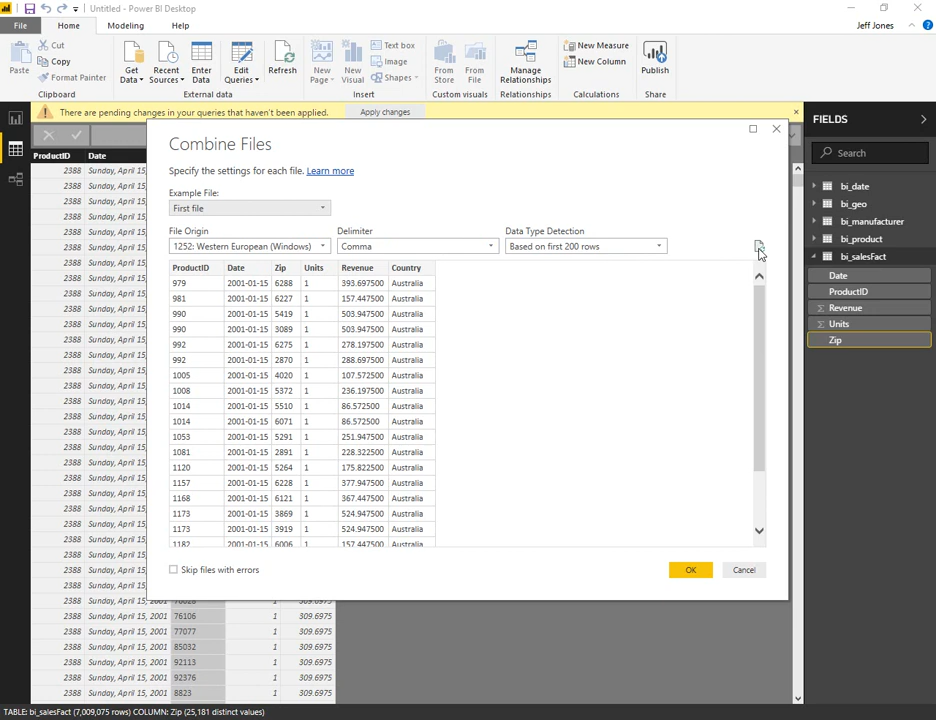 Untitled - Power BI Desktop
File Home Modeling Help Jeff Jones
Paste
Cut
Copy
Format Painter
Clipboard
Get Data
Recent Sources
Enter Data
Edit Queries
Refresh
External data
New Page
New Visual
Text box
Image
Shapes
Insert
From Store
From File
Custom visuals
Manage Relationships
Relationships
New Measure
New Column
Calculations
Publish
Share
There are pending changes in your queries that haven't been applied. Apply changes
ProductID Date
2388 Sunday, April 15,
Combine Files
Specify the settings for each file. Learn more
Example File:
First file
File Origin Delimiter Data Type Detection
1252: Western European (Windows) Comma Based on first 200 rows
ProductID Date Zip Units Revenue Country
979 2001-01-15 6288 1 393.697500 Australia
981 2001-01-15 6227 1 157.447500 Australia
990 2001-01-15 5419 1 503.947500 Australia
990 2001-01-15 3089 1 503.947500 Australia
992 2001-01-15 6275 1 278.197500 Australia
992 2001-01-15 2870 1 288.697500 Australia
1005 2001-01-15 4020 1 107.572500 Australia
1008 2001-01-15 5372 1 236.197500 Australia
1014 2001-01-15 5510 1 86.572500 Australia
1014 2001-01-15 6071 1 86.572500 Australia
1053 2001-01-15 5291 1 251.947500 Australia
1081 2001-01-15 2891 1 228.322500 Australia
1120 2001-01-15 5264 1 175.822500 Australia
1157 2001-01-15 6228 1 377.947500 Australia
1168 2001-01-15 6121 1 367.447500 Australia
1173 2001-01-15 3869 1 524.947500 Australia
1173 2001-01-15 3919 1 524.947500 Australia
1182 2001-01-15 6006 1 157.447500 Australia
Skip files with errors OK Cancel
2388 Sunday, April 15, 2001 76106 1 309.6975
2388 Sunday, April 15, 2001 77077 1 309.6975
2388 Sunday, April 15, 2001 85032 1 309.6975
2388 Sunday, April 15, 2001 92113 1 309.6975
2388 Sunday, April 15, 2001 92376 1 309.6975
2388 Sunday, April 15, 2001 8823 1 309.6975
FIELDS
Search
bi_date
bi_geo
bi_manufacturer
bi_product
bi_salesFact
Date
ProductID
Σ Revenue
Σ Units
Zip
TABLE: bi_salesFact (7,009,075 rows) COLUMN: Zip (25,181 distinct values)